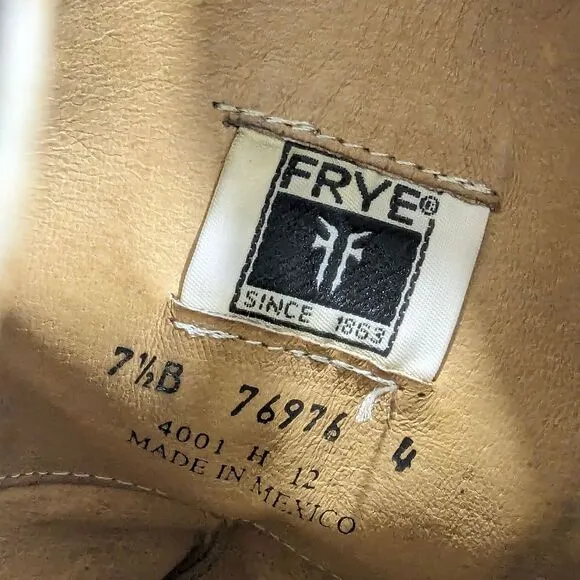 FRYE®
SINCE 1863
7½B 76976 4
4001 H 12
MADE IN MEXICO